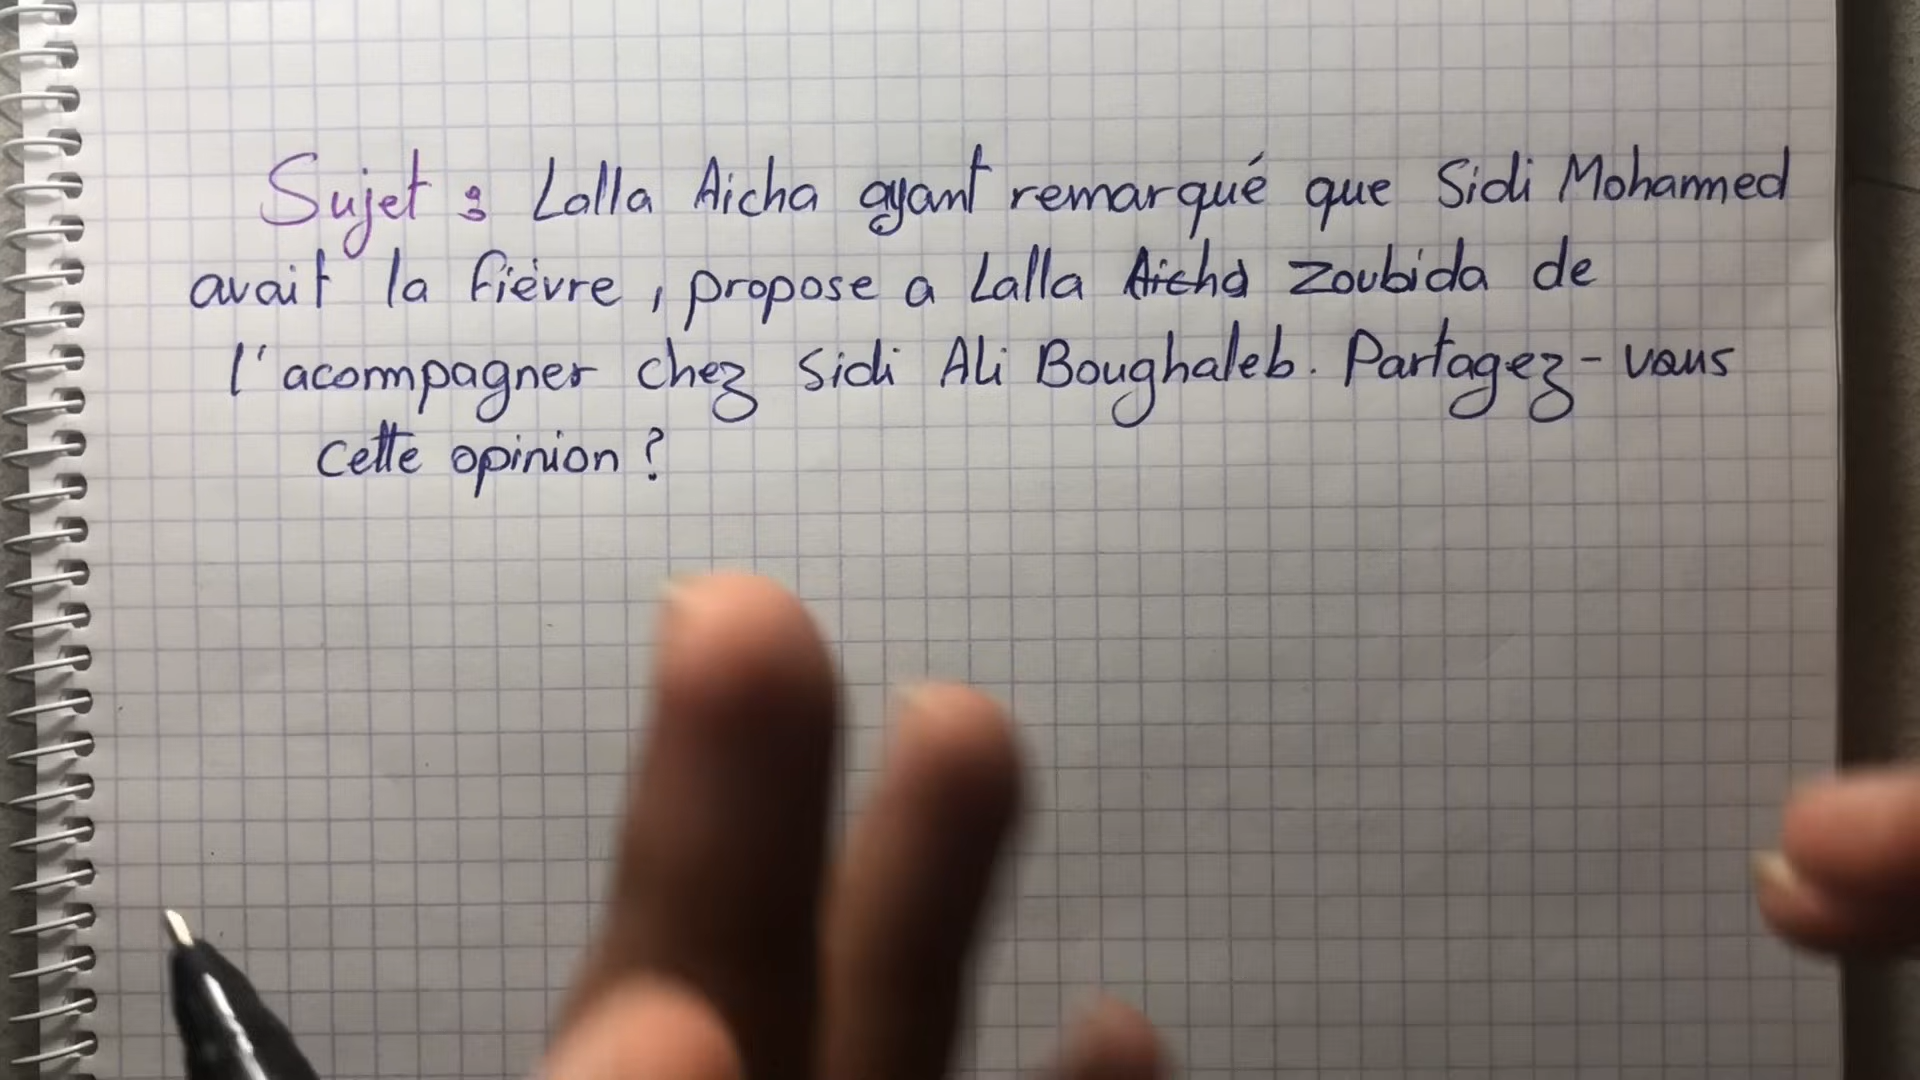 Sujet : Lalla Aicha ayant remarqué que Sidi Mohammed
avait la fièvre, propose a Lalla Aicha Zoubida de
l'acompagner chez Sidi Ali Boughaleb. Partagez-vous
cette opinion ?